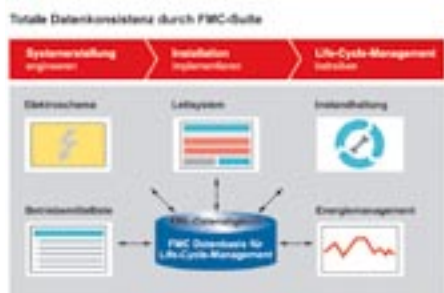 Totale Datenkonsistenz durch FMC-Suite
Systemerstellung
engineeren
Installation
implementieren
Life-Cycle-Management
betreiben
Elektroschema
Leitsystem
Instandhaltung
Betriebsmittelliste
Energiemanagement
FMC Datenbasis für
Life-Cycle-Management